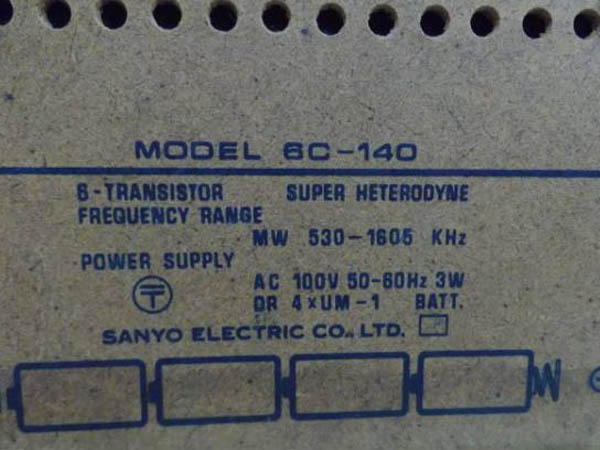 MODEL 6C-140
6-TRANSISTOR SUPER HETERODYNE
FREQUENCY RANGE
MW 530-1605 KHz
POWER SUPPLY
AC 100V 50-60Hz 3W
〒
OR 4×UM-1 BATT.
SANYO ELECTRIC CO., LTD.